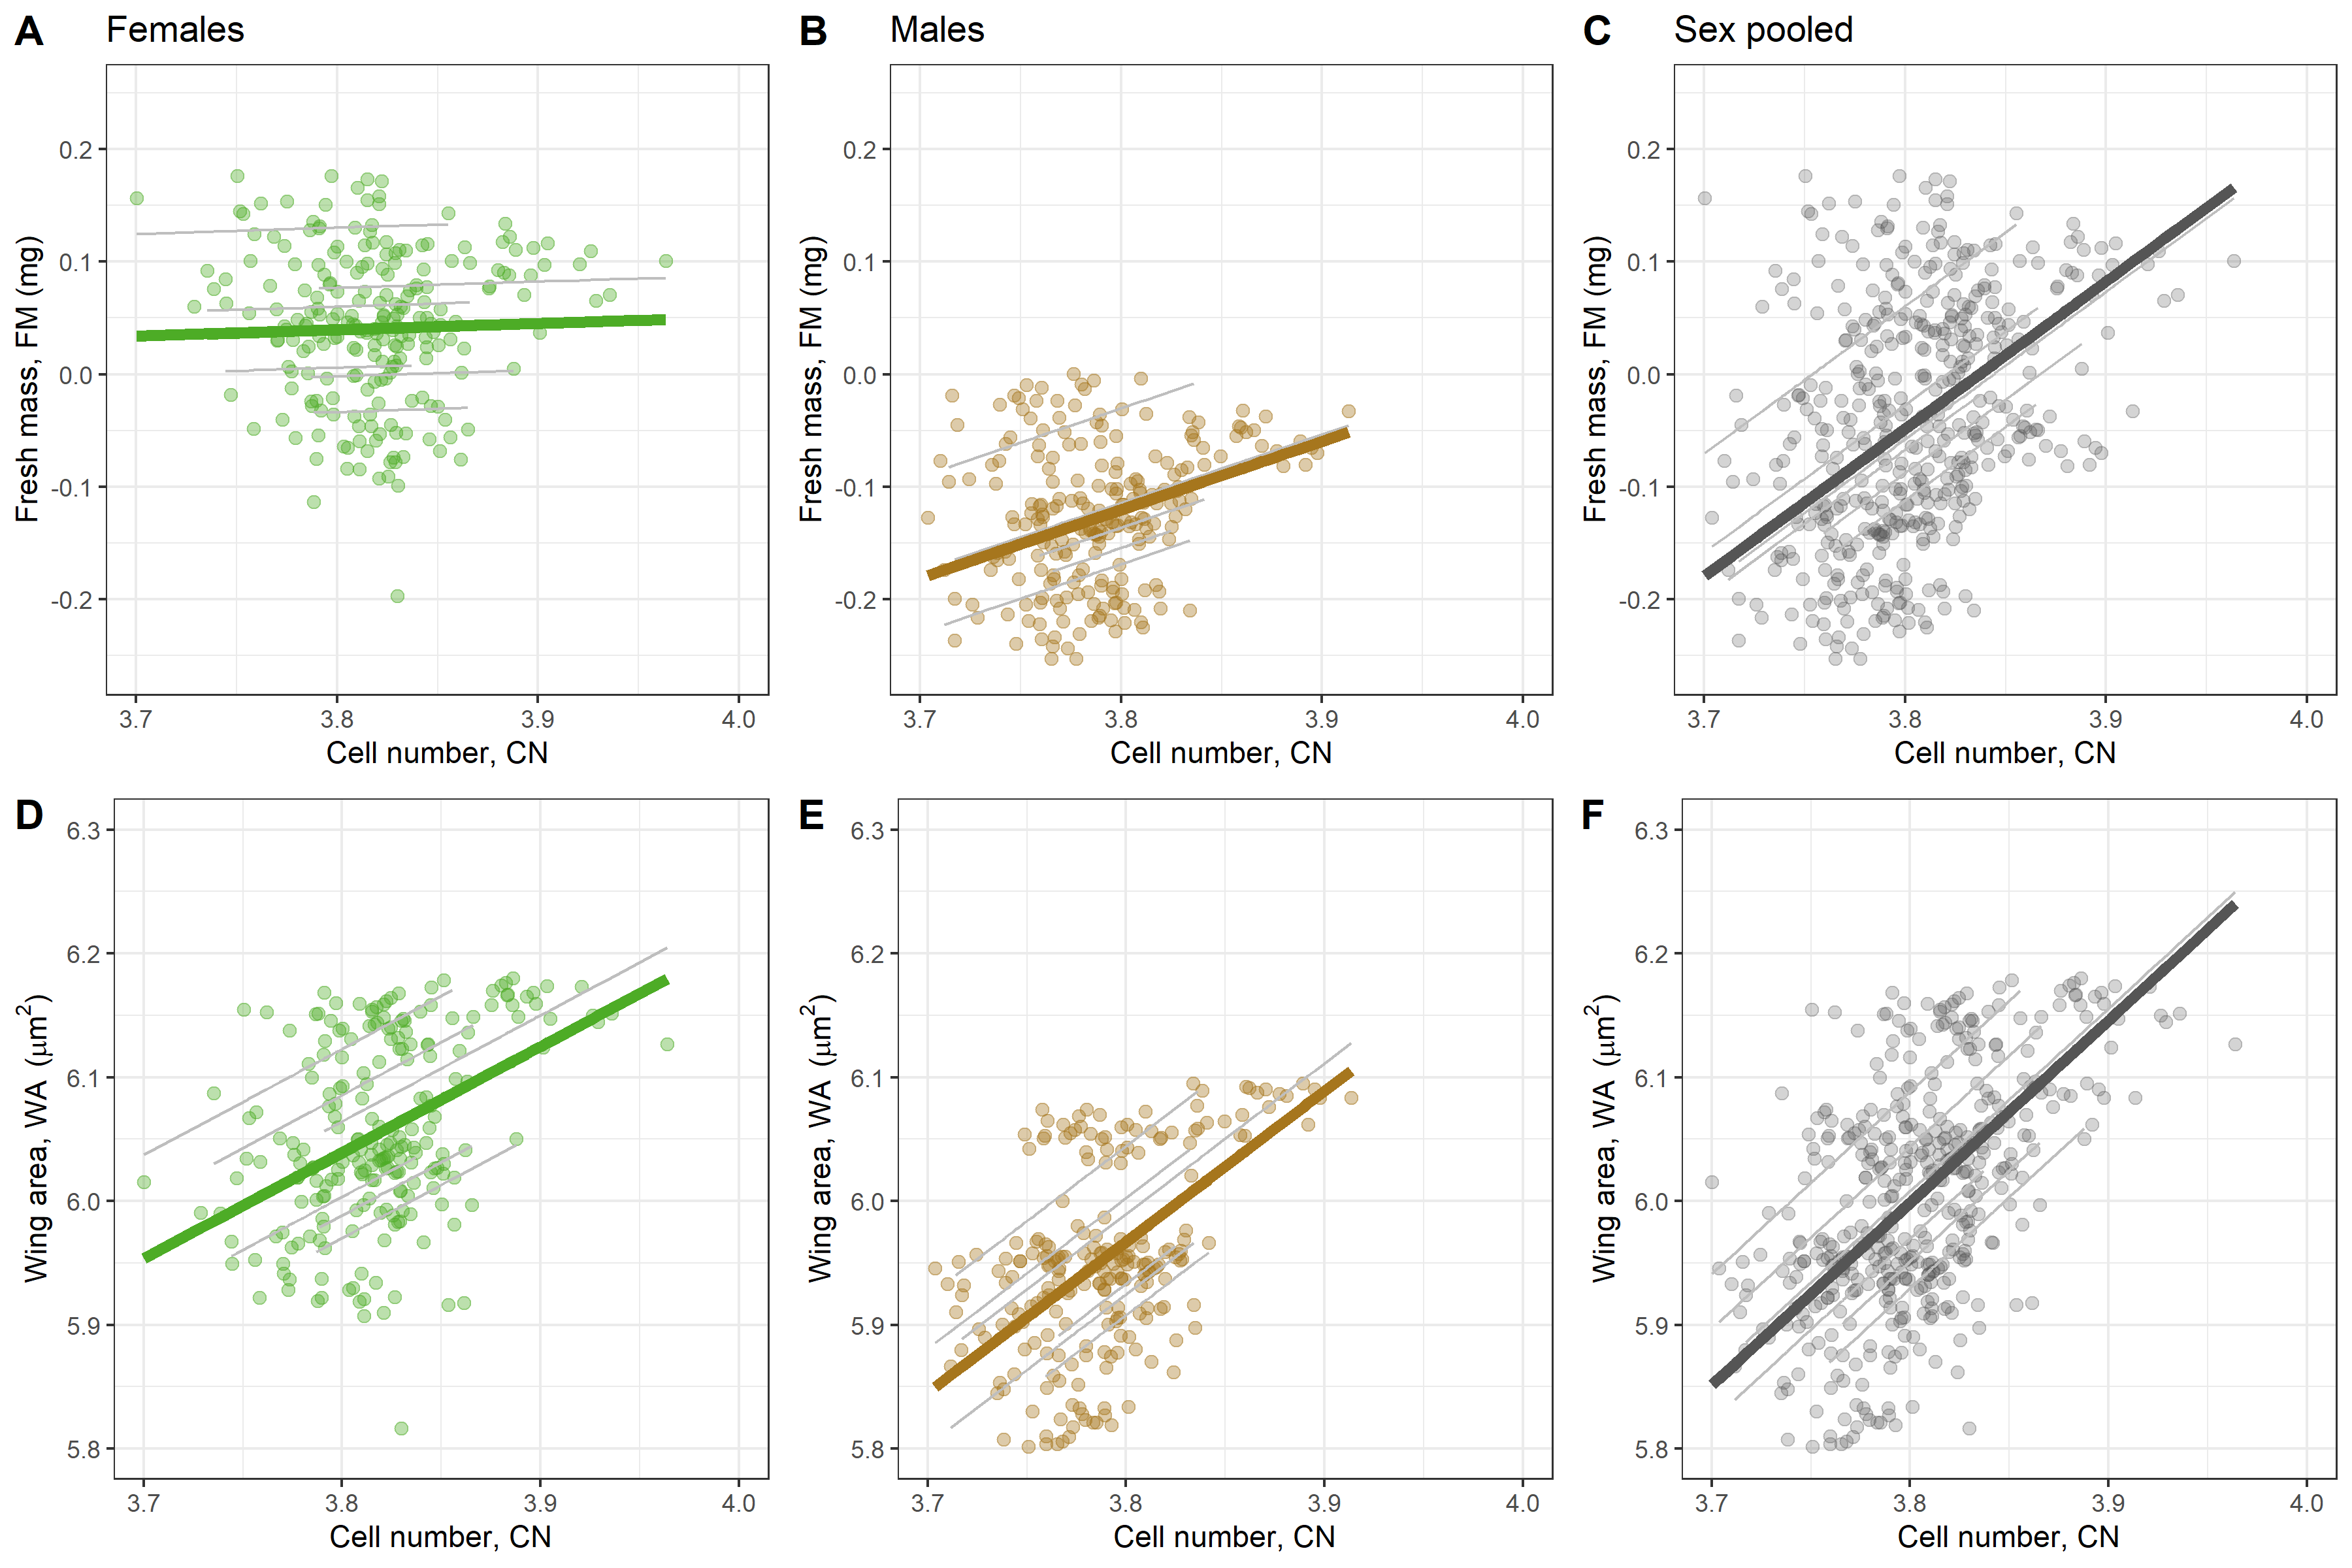 A Females
B Males
C Sex pooled
Fresh mass, FM (mg)
0.2
0.1
0.0
-0.1
-0.2
3.7 3.8 3.9 4.0
Cell number, CN
Fresh mass, FM (mg)
0.2
0.1
0.0
-0.1
-0.2
3.7 3.8 3.9 4.0
Cell number, CN
Fresh mass, FM (mg)
0.2
0.1
0.0
-0.1
-0.2
3.7 3.8 3.9 4.0
Cell number, CN
D
Wing area, WA (μm²)
6.3
6.2
6.1
6.0
5.9
5.8
3.7 3.8 3.9 4.0
Cell number, CN
E
Wing area, WA (μm²)
6.3
6.2
6.1
6.0
5.9
5.8
3.7 3.8 3.9 4.0
Cell number, CN
F
Wing area, WA (μm²)
6.3
6.2
6.1
6.0
5.9
5.8
3.7 3.8 3.9 4.0
Cell number, CN